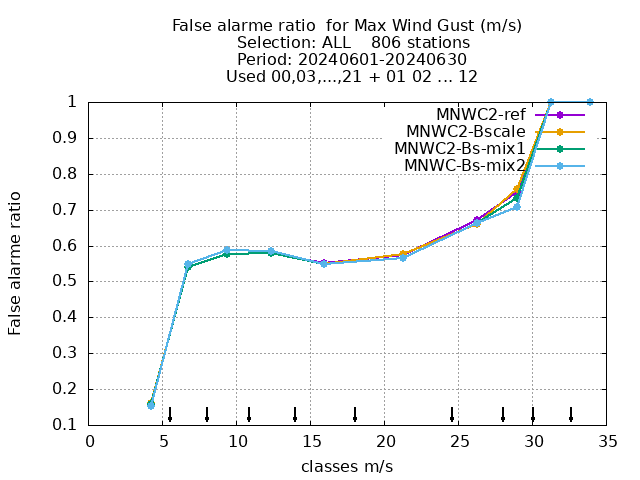 False alarme ratio  for Max Wind Gust (m/s)
Selection: ALL    806 stations
Period: 20240601-20240630
Used 00,03,...,21 + 01 02 ... 12
MNWC2-ref
MNWC2-Bscale
MNWC2-Bs-mix1
MNWC-Bs-mix2
False alarme ratio
1
0.9
0.8
0.7
0.6
0.5
0.4
0.3
0.2
0.1
0 5 10 15 20 25 30 35
classes m/s